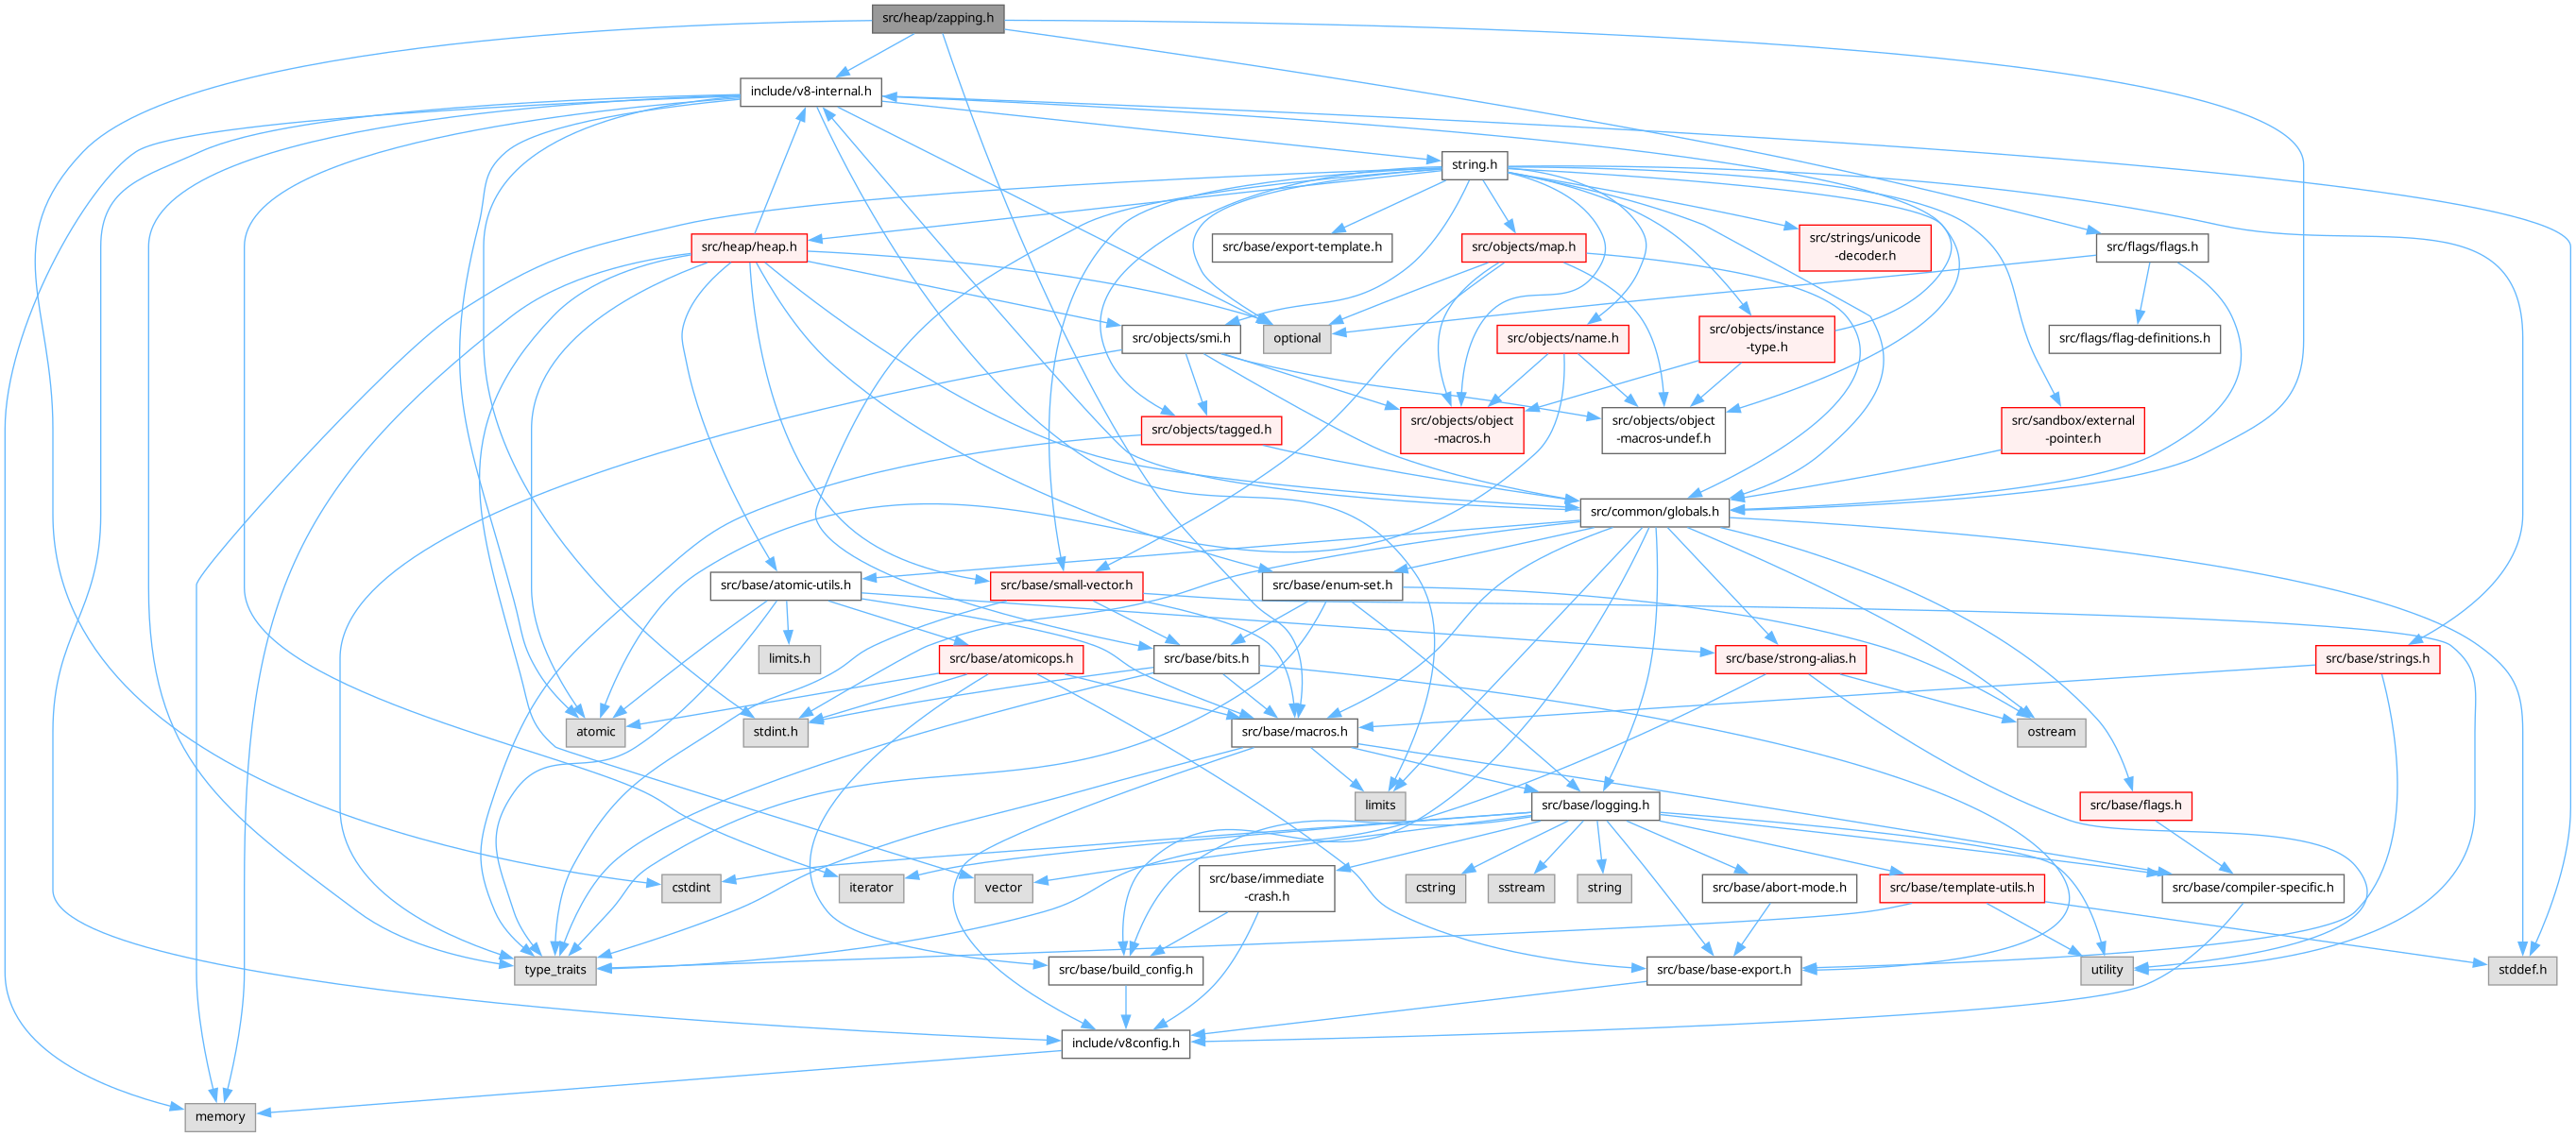 src/heap/zapping.h
include/v8-internal.h
string.h
src/heap/heap.h
src/base/export-template.h
src/objects/map.h
src/strings/unicode
-decoder.h
src/flags/flags.h
src/objects/smi.h
optional
src/objects/name.h
src/objects/instance
-type.h
src/flags/flag-definitions.h
src/objects/tagged.h
src/objects/object
-macros.h
src/objects/object
-macros-undef.h
src/sandbox/external
-pointer.h
src/common/globals.h
src/base/atomic-utils.h
src/base/small-vector.h
src/base/enum-set.h
limits.h
src/base/atomicops.h
src/base/bits.h
src/base/strong-alias.h
src/base/strings.h
atomic
stdint.h
src/base/macros.h
ostream
limits
src/base/logging.h
src/base/flags.h
cstdint
iterator
vector
src/base/immediate
-crash.h
cstring
sstream
string
src/base/abort-mode.h
src/base/template-utils.h
src/base/compiler-specific.h
type_traits
src/base/build_config.h
src/base/base-export.h
utility
stddef.h
include/v8config.h
memory